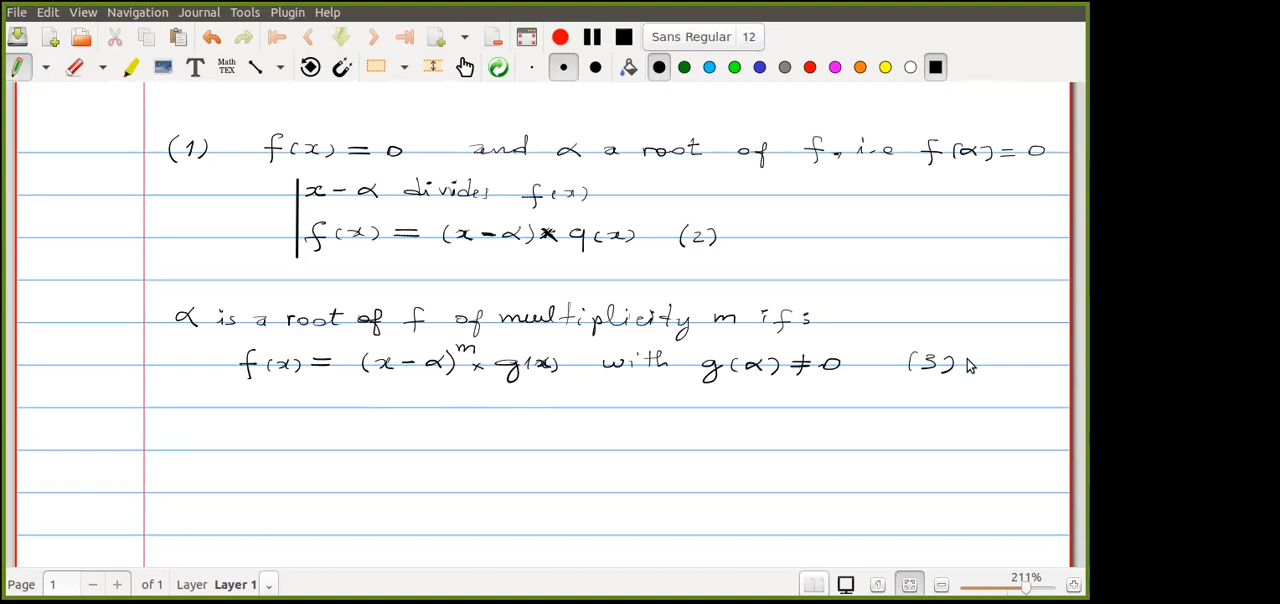 File Edit View Navigation Journal Tools Plugin Help
Sans Regular 12
(1) f(x) = 0 and α a root of f, i.e f(α) = 0
x - α divides f(x)
f(x) = (x - α) × q(x) (2)
α is a root of f of multiplicity m if:
f(x) = (x - α)^m × g(x) with g(α) ≠ 0 (3)
Page 1 of 1 Layer Layer 1 211%